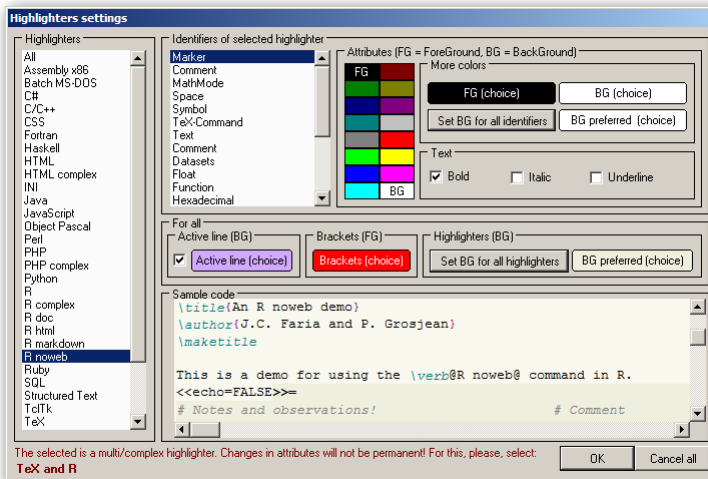 Highlighters settings
Highlighters
All
Assembly x86
Batch MS-DOS
C#
C/C++
CSS
Fortran
Haskell
HTML
HTML complex
INI
Java
JavaScript
Object Pascal
Perl
PHP
PHP complex
Python
R
R complex
R doc
R html
R markdown
R noweb
Ruby
SQL
Structured Text
TclTk
TeX
Identifiers of selected highlighter
Marker
Comment
MathMode
Space
Symbol
TeX-Command
Text
Comment
Datasets
Float
Function
Hexadecimal
Attributes (FG = ForeGround, BG = BackGround)
FG
BG
More colors
FG (choice)
BG (choice)
Set BG for all identifiers
BG preferred (choice)
Text
Bold
Italic
Underline
For all
Active line (BG)
Active line (choice)
Brackets (FG)
Brackets (choice)
Highlighters (BG)
Set BG for all highlighters
BG preferred (choice)
Sample code
\title{An R noweb demo}
\author{J.C. Faria and P. Grosjean}
\maketitle
This is a demo for using the \verb@R noweb@ command in R.
<<echo=FALSE>>=
# Notes and observations! # Comment
The selected is a multi/complex highlighter. Changes in attributes will not be permanent! For this, please, select:
TeX and R
OK
Cancel all